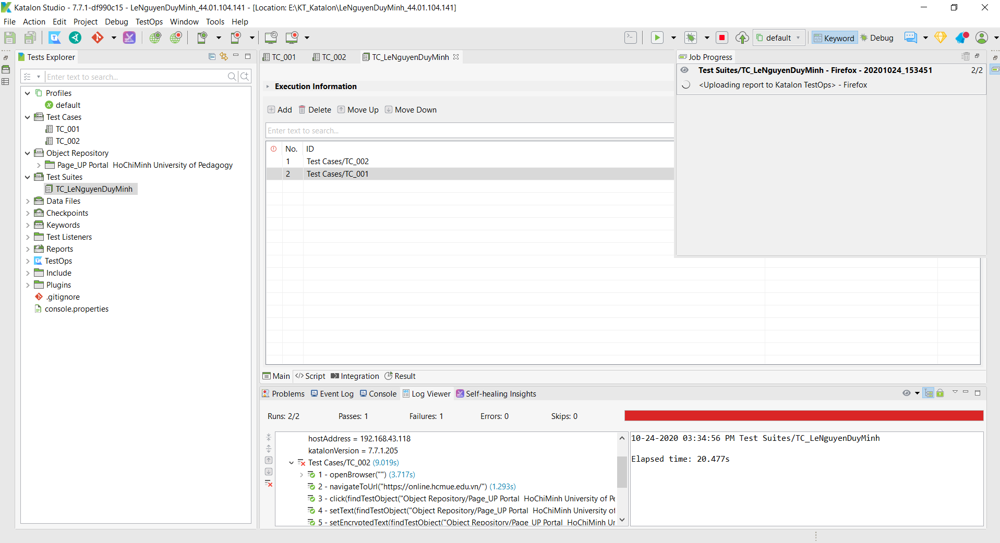 Katalon Studio - 7.7.1-df990c15 - LeNguyenDuyMinh_44.01.104.141 - [Location: E:\KT_Katalon\LeNguyenDuyMinh_44.01.104.141]
File Action Edit Project Debug TestOps Window Tools Help
default Keyword Debug
Tests Explorer
Enter text to search...
Profiles
default
Test Cases
TC_001
TC_002
Object Repository
Page_UP Portal  HoChiMinh University of Pedagogy
Test Suites
TC_LeNguyenDuyMinh
Data Files
Checkpoints
Keywords
Test Listeners
Reports
TestOps
Include
Plugins
.gitignore
console.properties
TC_001 TC_002 TC_LeNguyenDuyMinh
Execution Information
Add Delete Move Up Move Down
Enter text to search...
No. ID
1 Test Cases/TC_002
2 Test Cases/TC_001
Job Progress
Test Suites/TC_LeNguyenDuyMinh - Firefox - 20201024_153451 2/2
<Uploading report to Katalon TestOps> - Firefox
Main Script Integration Result
Problems Event Log Console Log Viewer Self-healing Insights
Runs: 2/2 Passes: 1 Failures: 1 Errors: 0 Skips: 0
hostAddress = 192.168.43.118
katalonVersion = 7.7.1.205
Test Cases/TC_002 (9.019s)
1 - openBrowser("") (3.717s)
2 - navigateToUrl("https://online.hcmue.edu.vn/") (1.293s)
3 - click(findTestObject("Object Repository/Page_UP Portal  HoChiMinh University of Pe
4 - setText(findTestObject("Object Repository/Page_UP Portal  HoChiMinh University of
5 - setEncryptedText(findTestObject("Object Repository/Page_UP Portal  HoChiMinh Ur
10-24-2020 03:34:56 PM Test Suites/TC_LeNguyenDuyMinh
Elapsed time: 20.477s